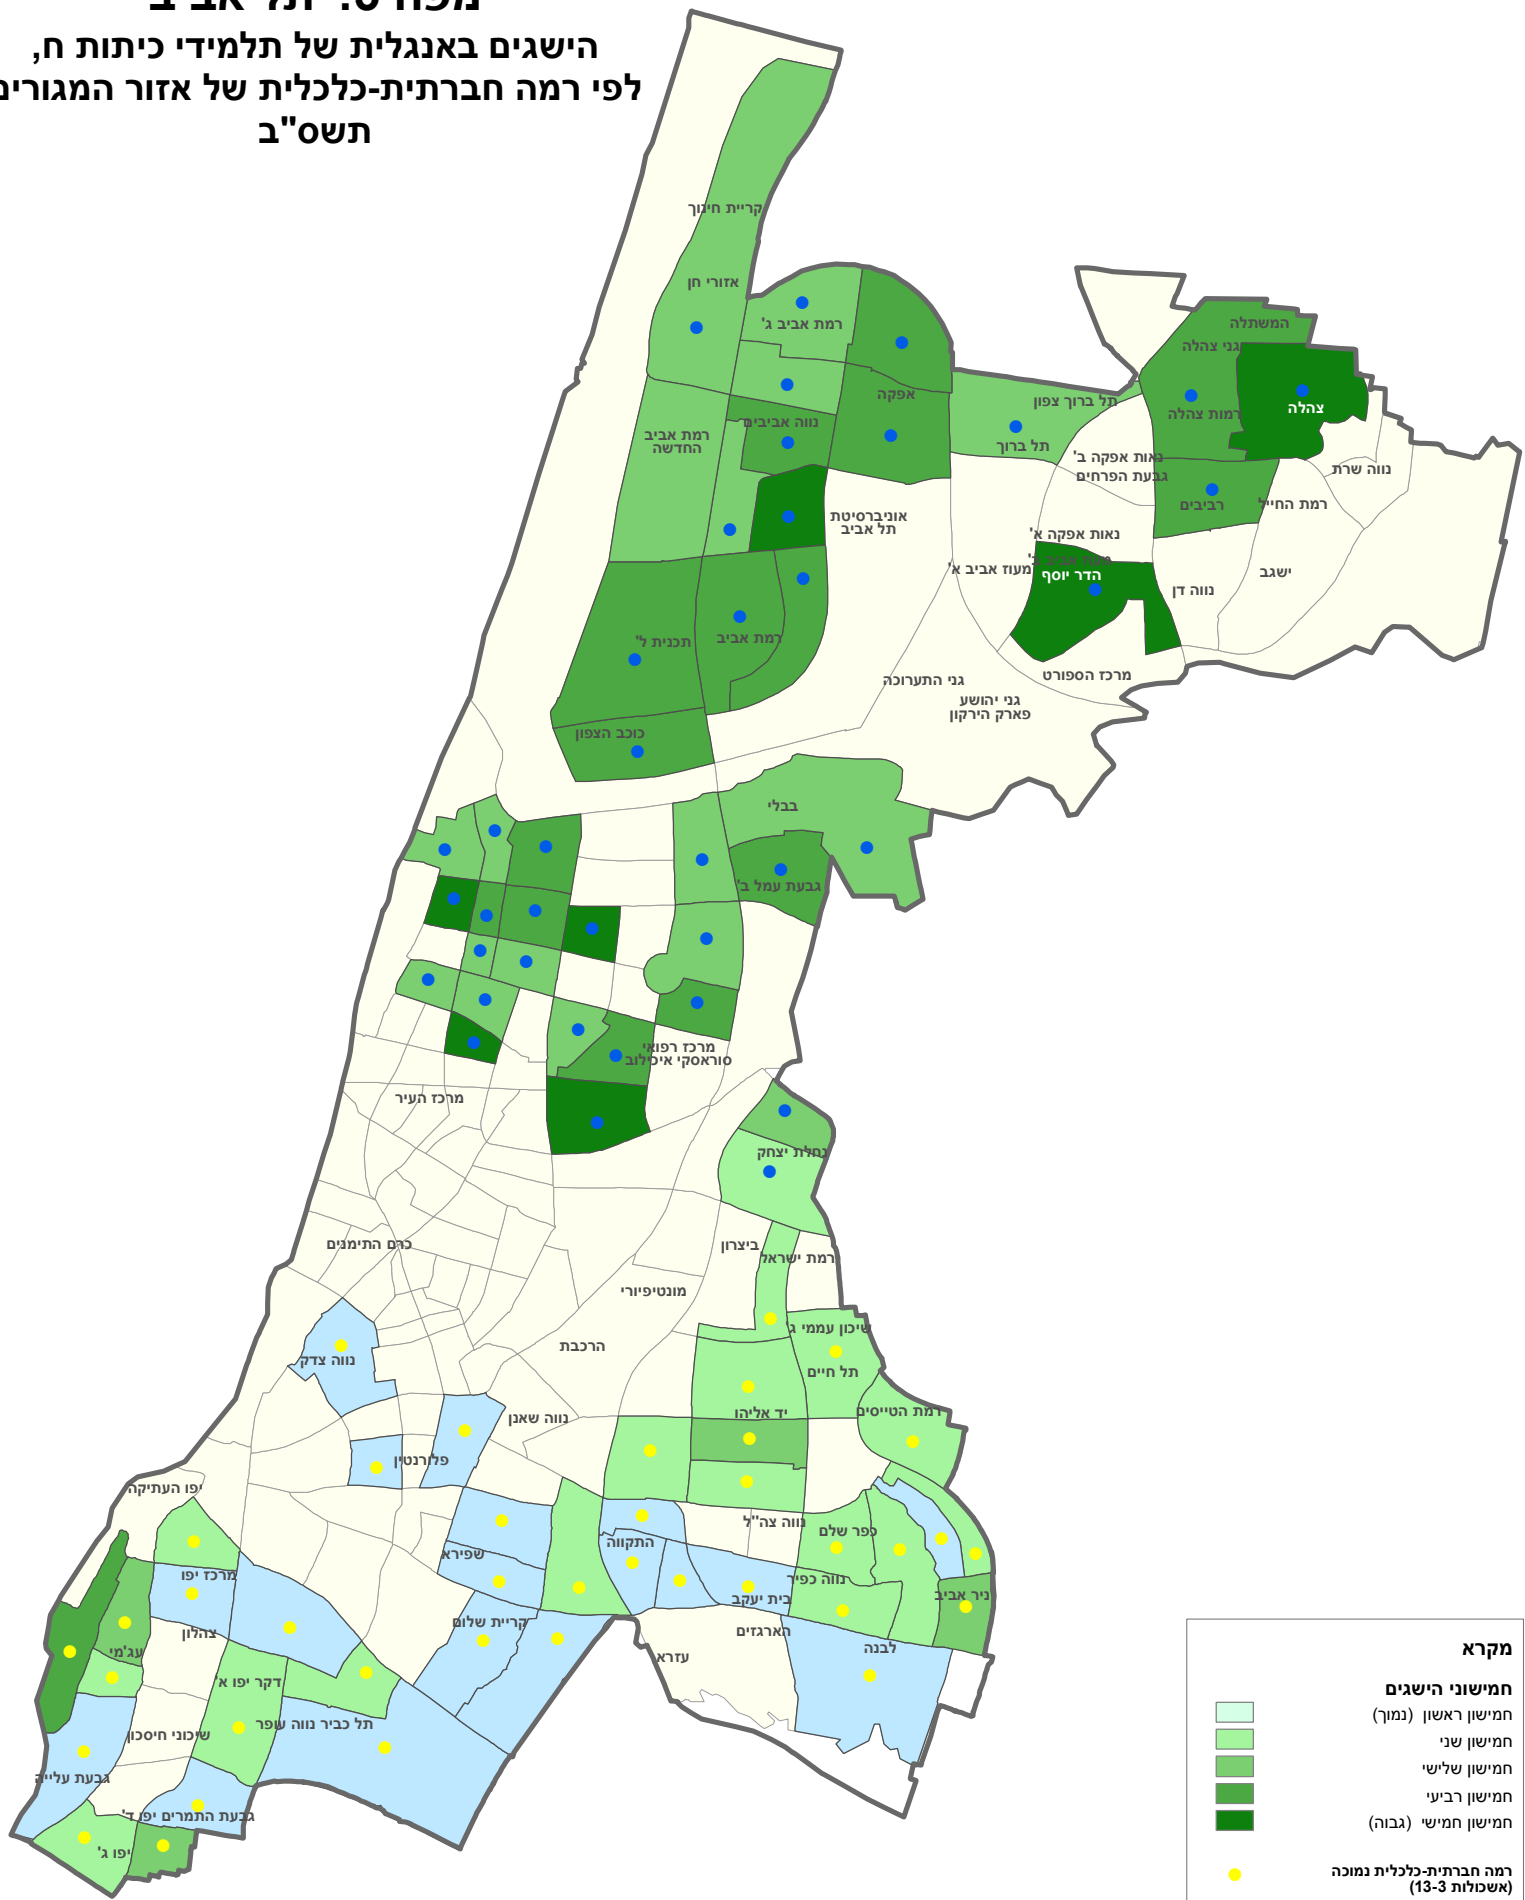 הישגים באנגלית של תלמידי כיתות ח,
לפי רמה חברתית-כלכלית של אזור המגורים
תשס"ב
קריית חינוך
אזורי חן
רמת אביב ג'
המשתלה
גני צהלה
אפקה
תל ברוך צפון
צהלה
רמות צהלה
נווה אביבים
רמת אביב
החדשה
תל ברוך
נאות אפקה ב'
גבעת הפרחים
נווה שרת
רביבים
רמת החייל
אוניברסיטת
תל אביב
נאות אפקה א'
מעוז אביב א'
הדר יוסף
ישגב
נווה דן
תכנית ל'
רמת אביב
מרכז הספורט
גני התערוכה
גני יהושע
פארק הירקון
כוכב הצפון
בבלי
גבעת עמל ב'
מרכז רפואי
סוראסקי איכילוב
מרכז העיר
נחלת יצחק
כרם התימנים
ביצרון
רמת ישראל
מונטיפיורי
שיכון עממי ג'
הרכבת
נווה צדק
תל חיים
יד אליהו
רמת הטייסים
נווה שאנן
פלורנטין
יפו העתיקה
נווה צה"ל
כפר שלם
התקווה
שפירא
מרכז יפו
נווה כפיר
ניר אביב
בית יעקב
קריית שלום
צהלון
הארגזים
לבנה
עג'מי
עזרא
דקר יפו א'
תל כביר נווה עופר
שיכוני חיסכון
גבעת עלייה
גבעת התמרים יפו ד'
יפו ג'
מקרא
חמישוני הישגים
חמישון ראשון (נמוך)
חמישון שני
חמישון שלישי
חמישון רביעי
חמישון חמישי (גבוה)
רמה חברתית-כלכלית נמוכה
(אשכולות 13-3)